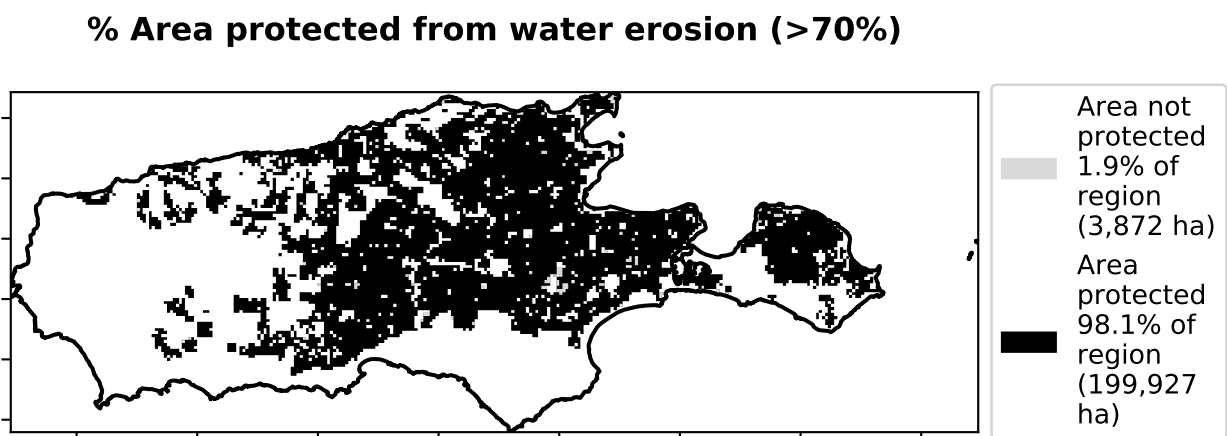 % Area protected from water erosion (>70%)
Area not
protected
1.9% of
region
(3,872 ha)
Area
protected
98.1% of
region
(199,927
ha)